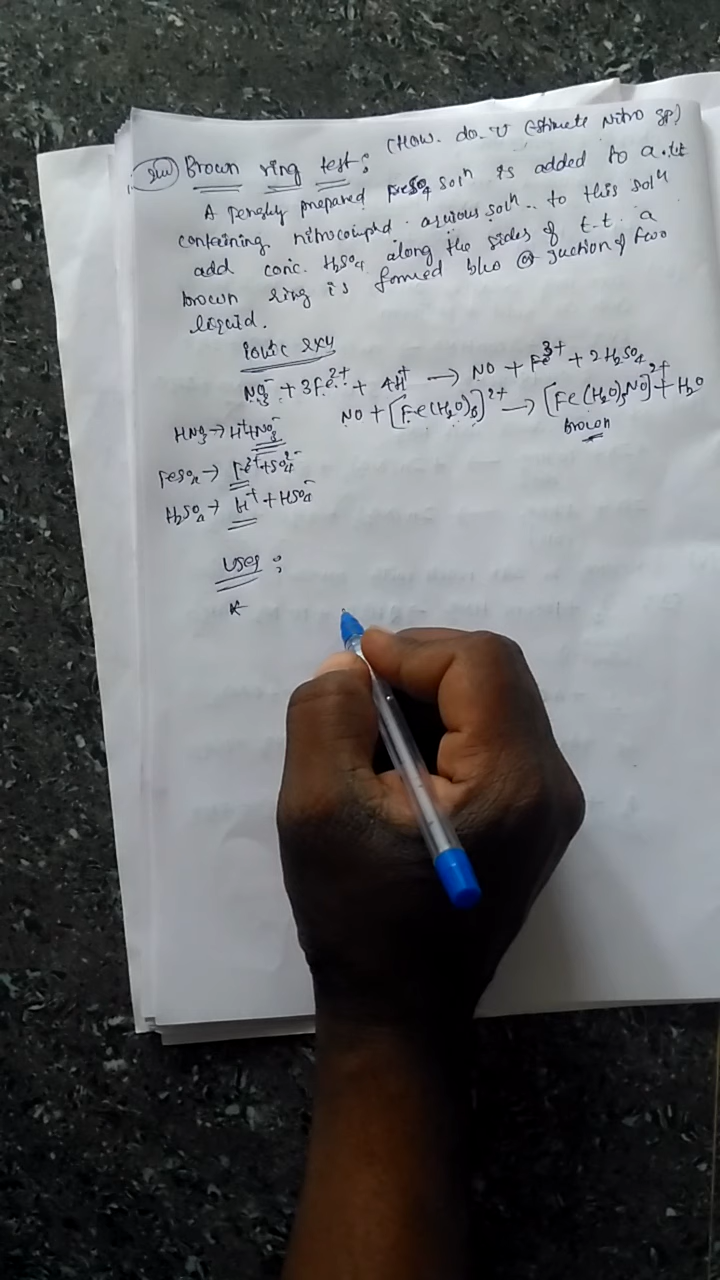 Brown ring test: (How. do. U Estimate Nitro gp)
A freshly prepared FeSO4 solⁿ is added to a.t.t
containing nitrocompd. aqueous solⁿ. to this solⁿ
add conc. H2SO4 along the sides of t.t. a
brown ring is formed b/w @ juction of two
liquid.
Ionic rxn
NO3⁻ + 3Fe²⁺ + 4H⁺ → NO + Fe³⁺ + 2H2SO4
NO + [Fe(H2O)6]²⁺ → [Fe(H2O)5NO]²⁺ + H2O
brown
HNO3 → H⁺ + NO3⁻
FeSO4 → Fe²⁺ + SO4²⁻
H2SO4 → H⁺ + HSO4⁻
Uses :
*